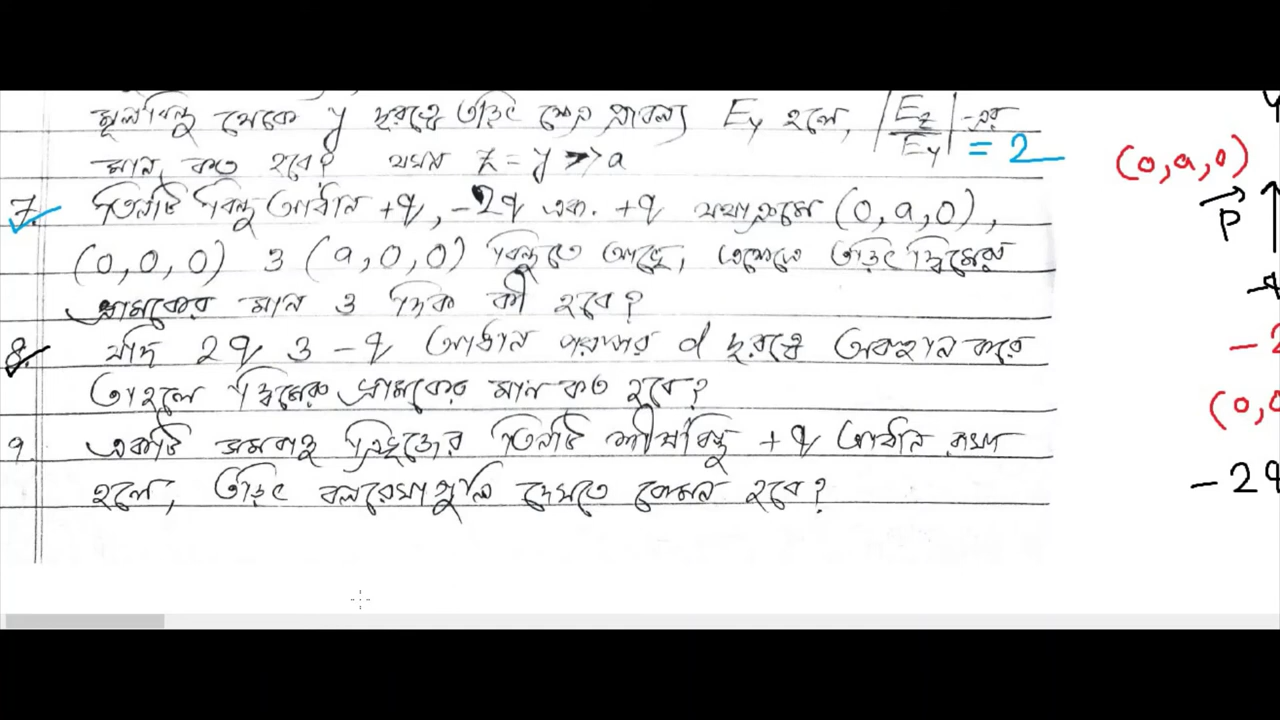 মূলবিন্দু থেকে y দূরত্বে তড়িৎ ক্ষেত্র প্রাবল্য Ey হলে, |Ez/Ey| -এর
মান কত হবে? যখন z = y >> a
= 2
7. তিনটি বিন্দু আধান +q, -2q এবং +q যথাক্রমে (0, a, 0),
(0, 0, 0) ও (a, 0, 0) বিন্দুতে আছে, এক্ষেত্রে তড়িৎ দ্বিমেরু
ভ্রামকের মান ও দিক কী হবে?
8. যদি 2q ও -q আধান পরস্পর d দূরত্বে অবস্থান করে
তাহলে দ্বিমেরু ভ্রামকের মান কত হবে?
9. একটি সমবাহু ত্রিভুজের তিনটি শীর্ষবিন্দু +q আধান রাখা
হলে, তড়িৎ বলরেখাগুলি দেখতে কেমন হবে?
(0,a,0)
P
(0,
-2q